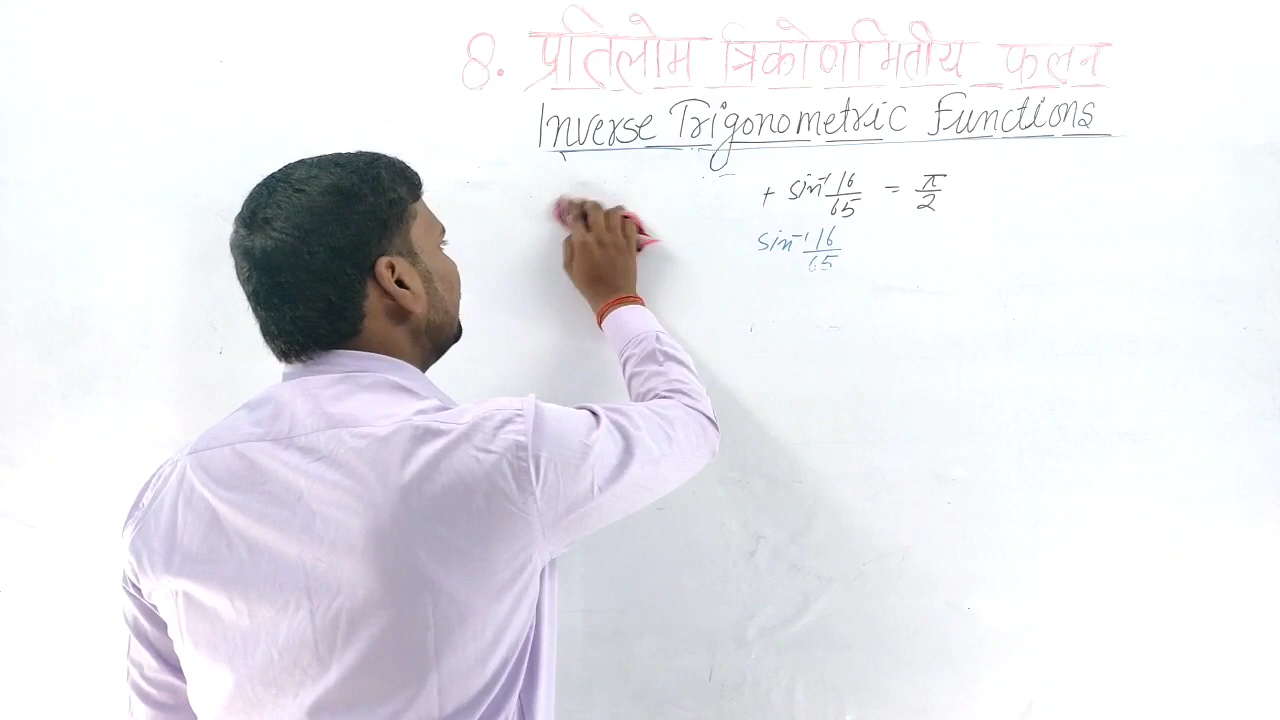 8. प्रतिलोम त्रिकोणमितीय फलन
Inverse Trigonometric Functions
+ sin⁻¹ 16/65 = π/2
sin⁻¹ 16/65